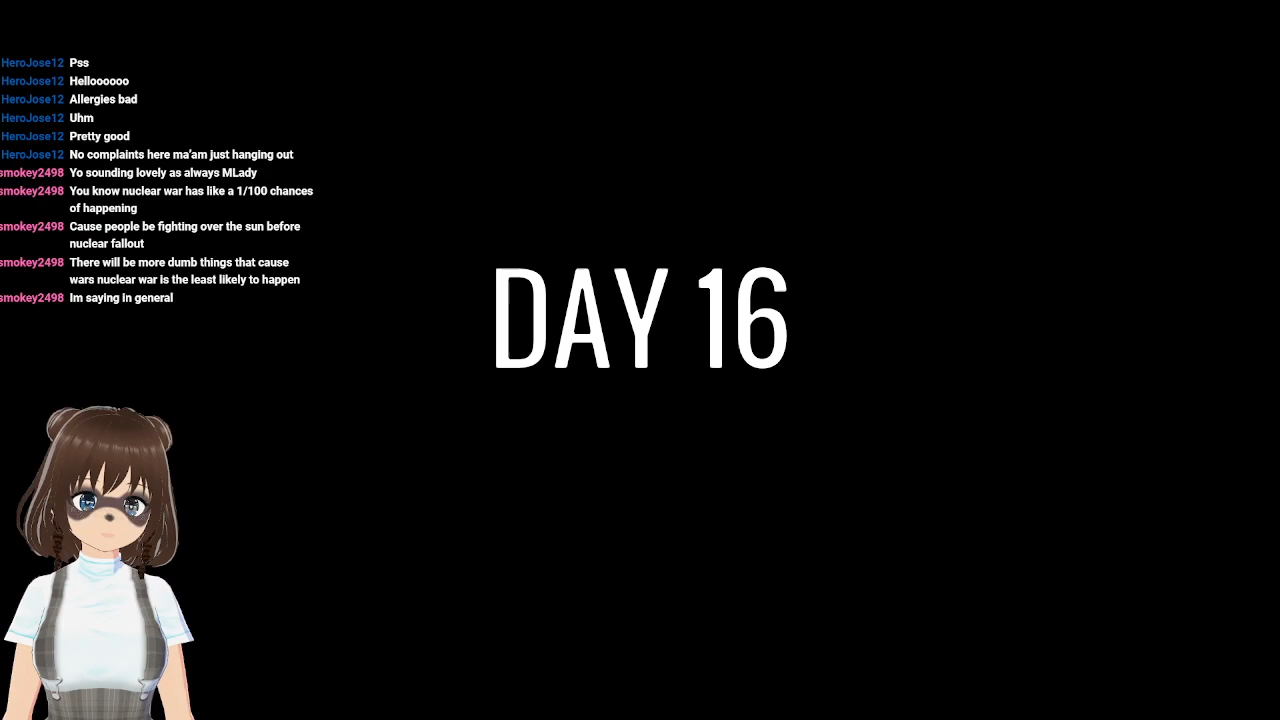 HeroJose12 Pss
HeroJose12 Helloooooo
HeroJose12 Allergies bad
HeroJose12 Uhm
HeroJose12 Pretty good
HeroJose12 No complaints here ma'am just hanging out
smokey2498 Yo sounding lovely as always MLady
smokey2498 You know nuclear war has like a 1/100 chances
of happening
smokey2498 Cause people be fighting over the sun before
nuclear fallout
smokey2498 There will be more dumb things that cause
wars nuclear war is the least likely to happen
smokey2498 Im saying in general
DAY 16